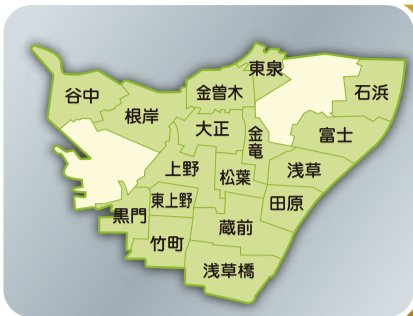 東泉
谷中
金曽木
石浜
根岸
大正
金竜
富士
上野
松葉
浅草
東上野
田原
黒門
蔵前
竹町
浅草橋